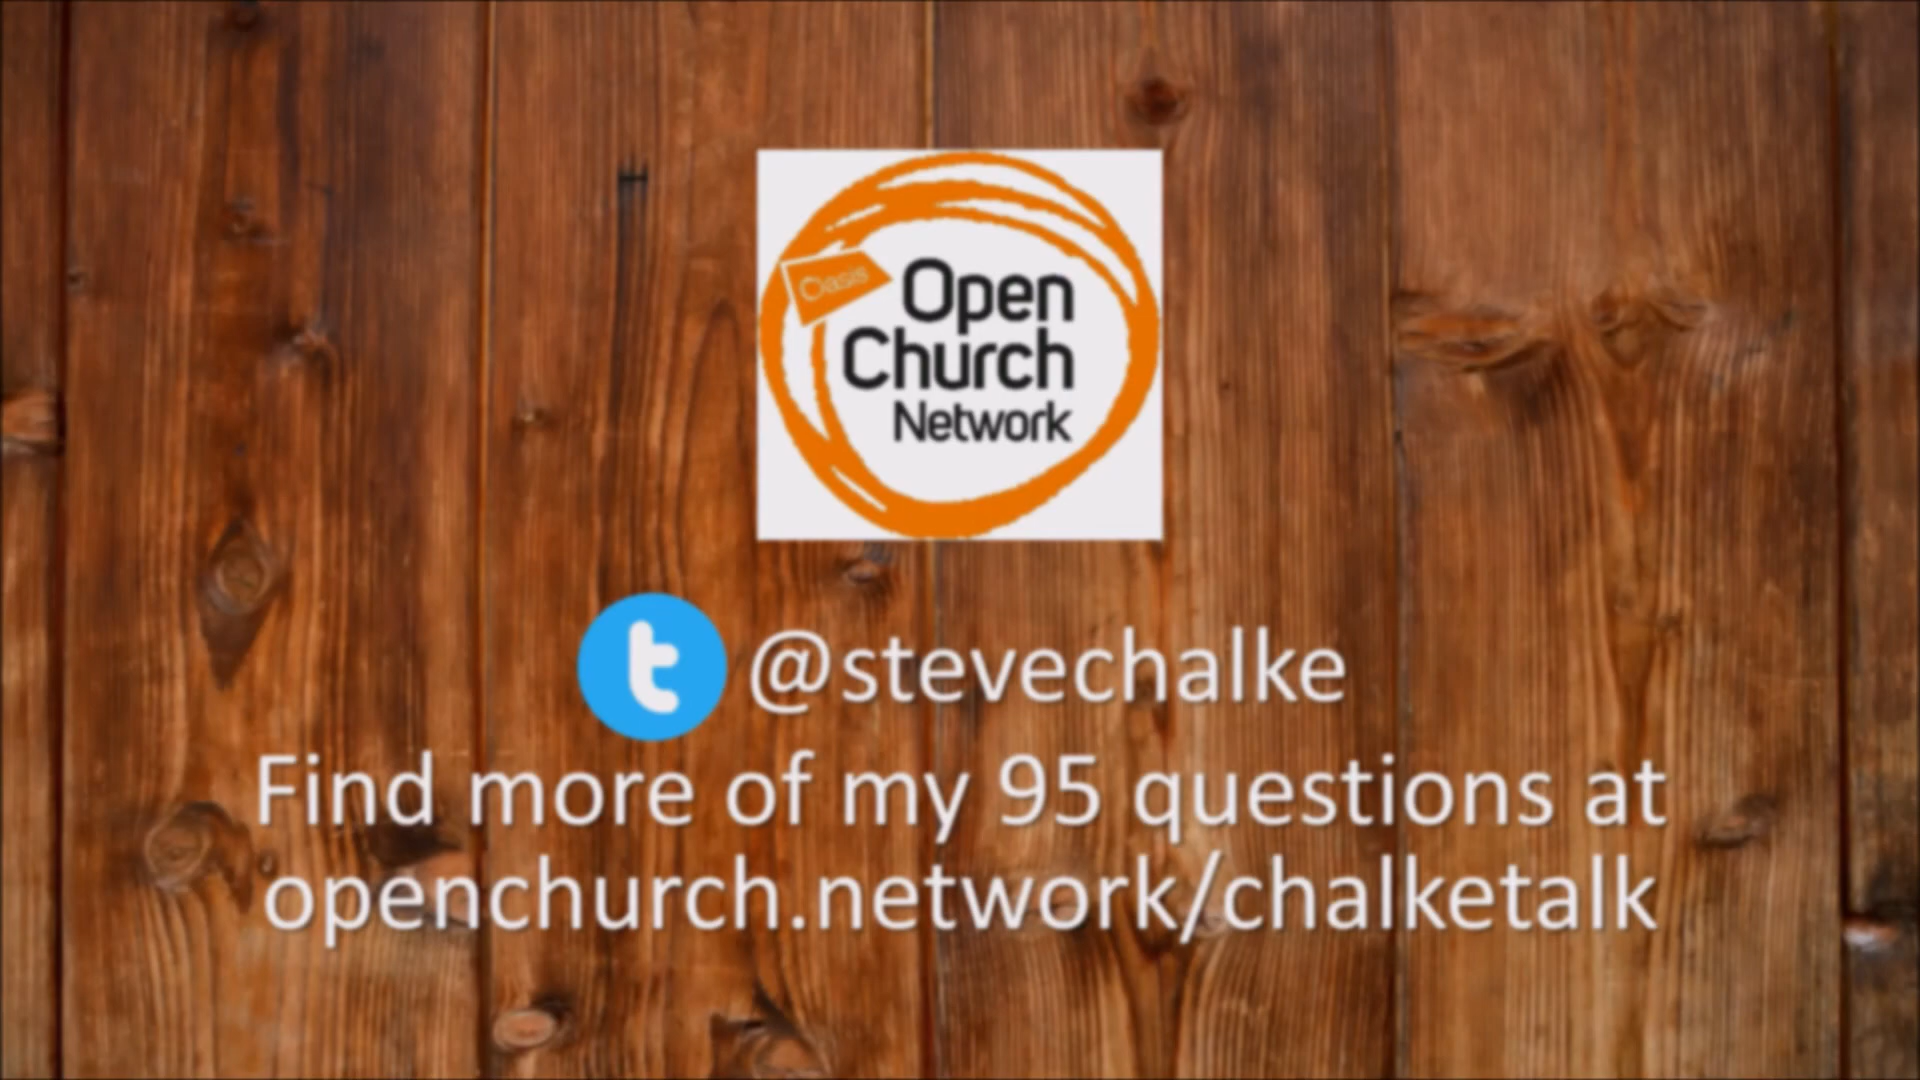 Oasis
Open
Church
Network
@stevechalke
Find more of my 95 questions at
openchurch.network/chalketalk